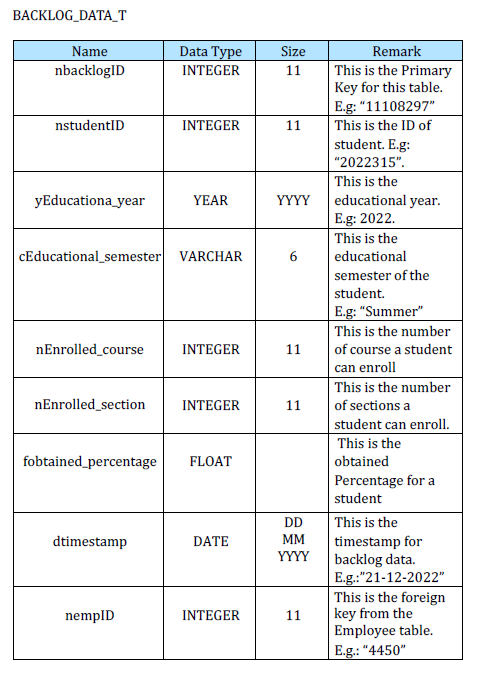 BACKLOG_DATA_T
Name Data Type Size Remark
nbacklogID INTEGER 11 This is the Primary
Key for this table.
E.g: “11108297”
nstudentID INTEGER 11 This is the ID of
student. E.g:
“2022315”.
This is the
yEducationa_year YEAR YYYY educational year.
E.g: 2022.
This is the
cEducational_semester VARCHAR 6 educational
semester of the
student.
E.g: “Summer”
This is the number
nEnrolled_course INTEGER 11 of course a student
can enroll
This is the number
nEnrolled_section INTEGER 11 of sections a
student can enroll.
This is the
fobtained_percentage FLOAT obtained
Percentage for a
student
DD This is the
dtimestamp DATE MM timestamp for
YYYY backlog data.
E.g.:”21-12-2022”
This is the foreign
nempID INTEGER 11 key from the
Employee table.
E.g.: “4450”